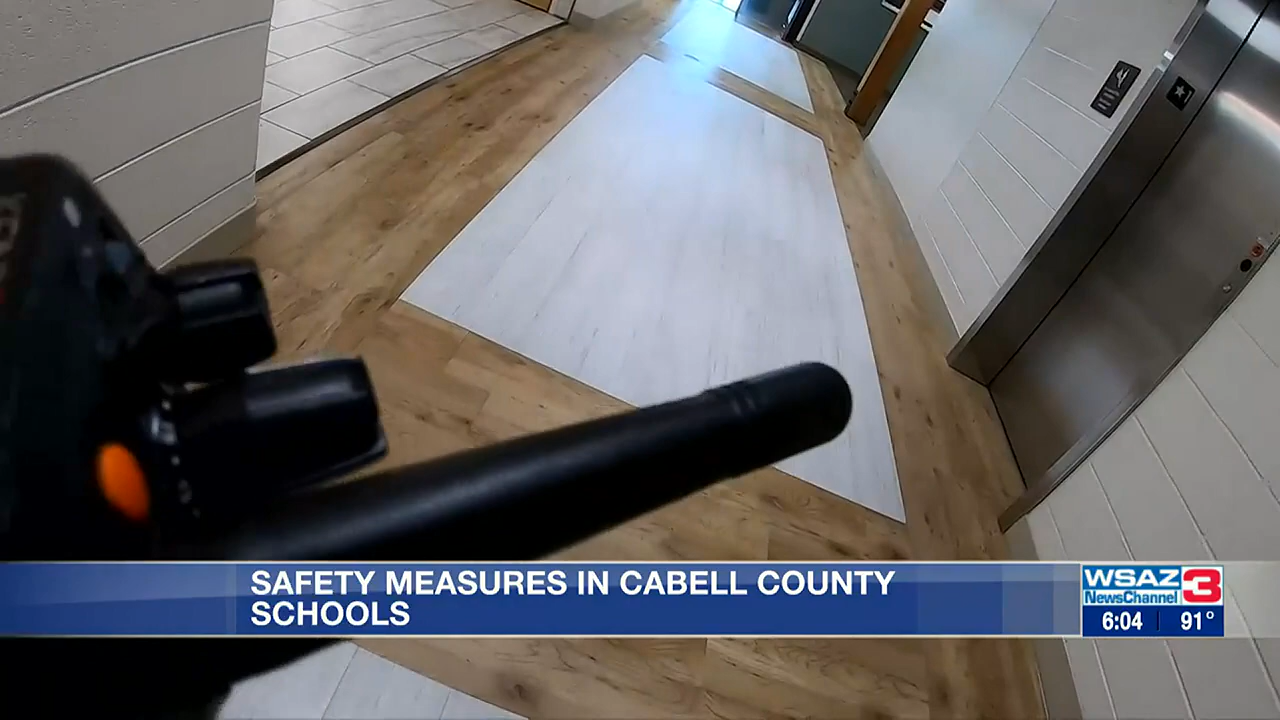 SAFETY MEASURES IN CABELL COUNTY
SCHOOLS
WSAZ 3
NewsChannel
6:04 91°